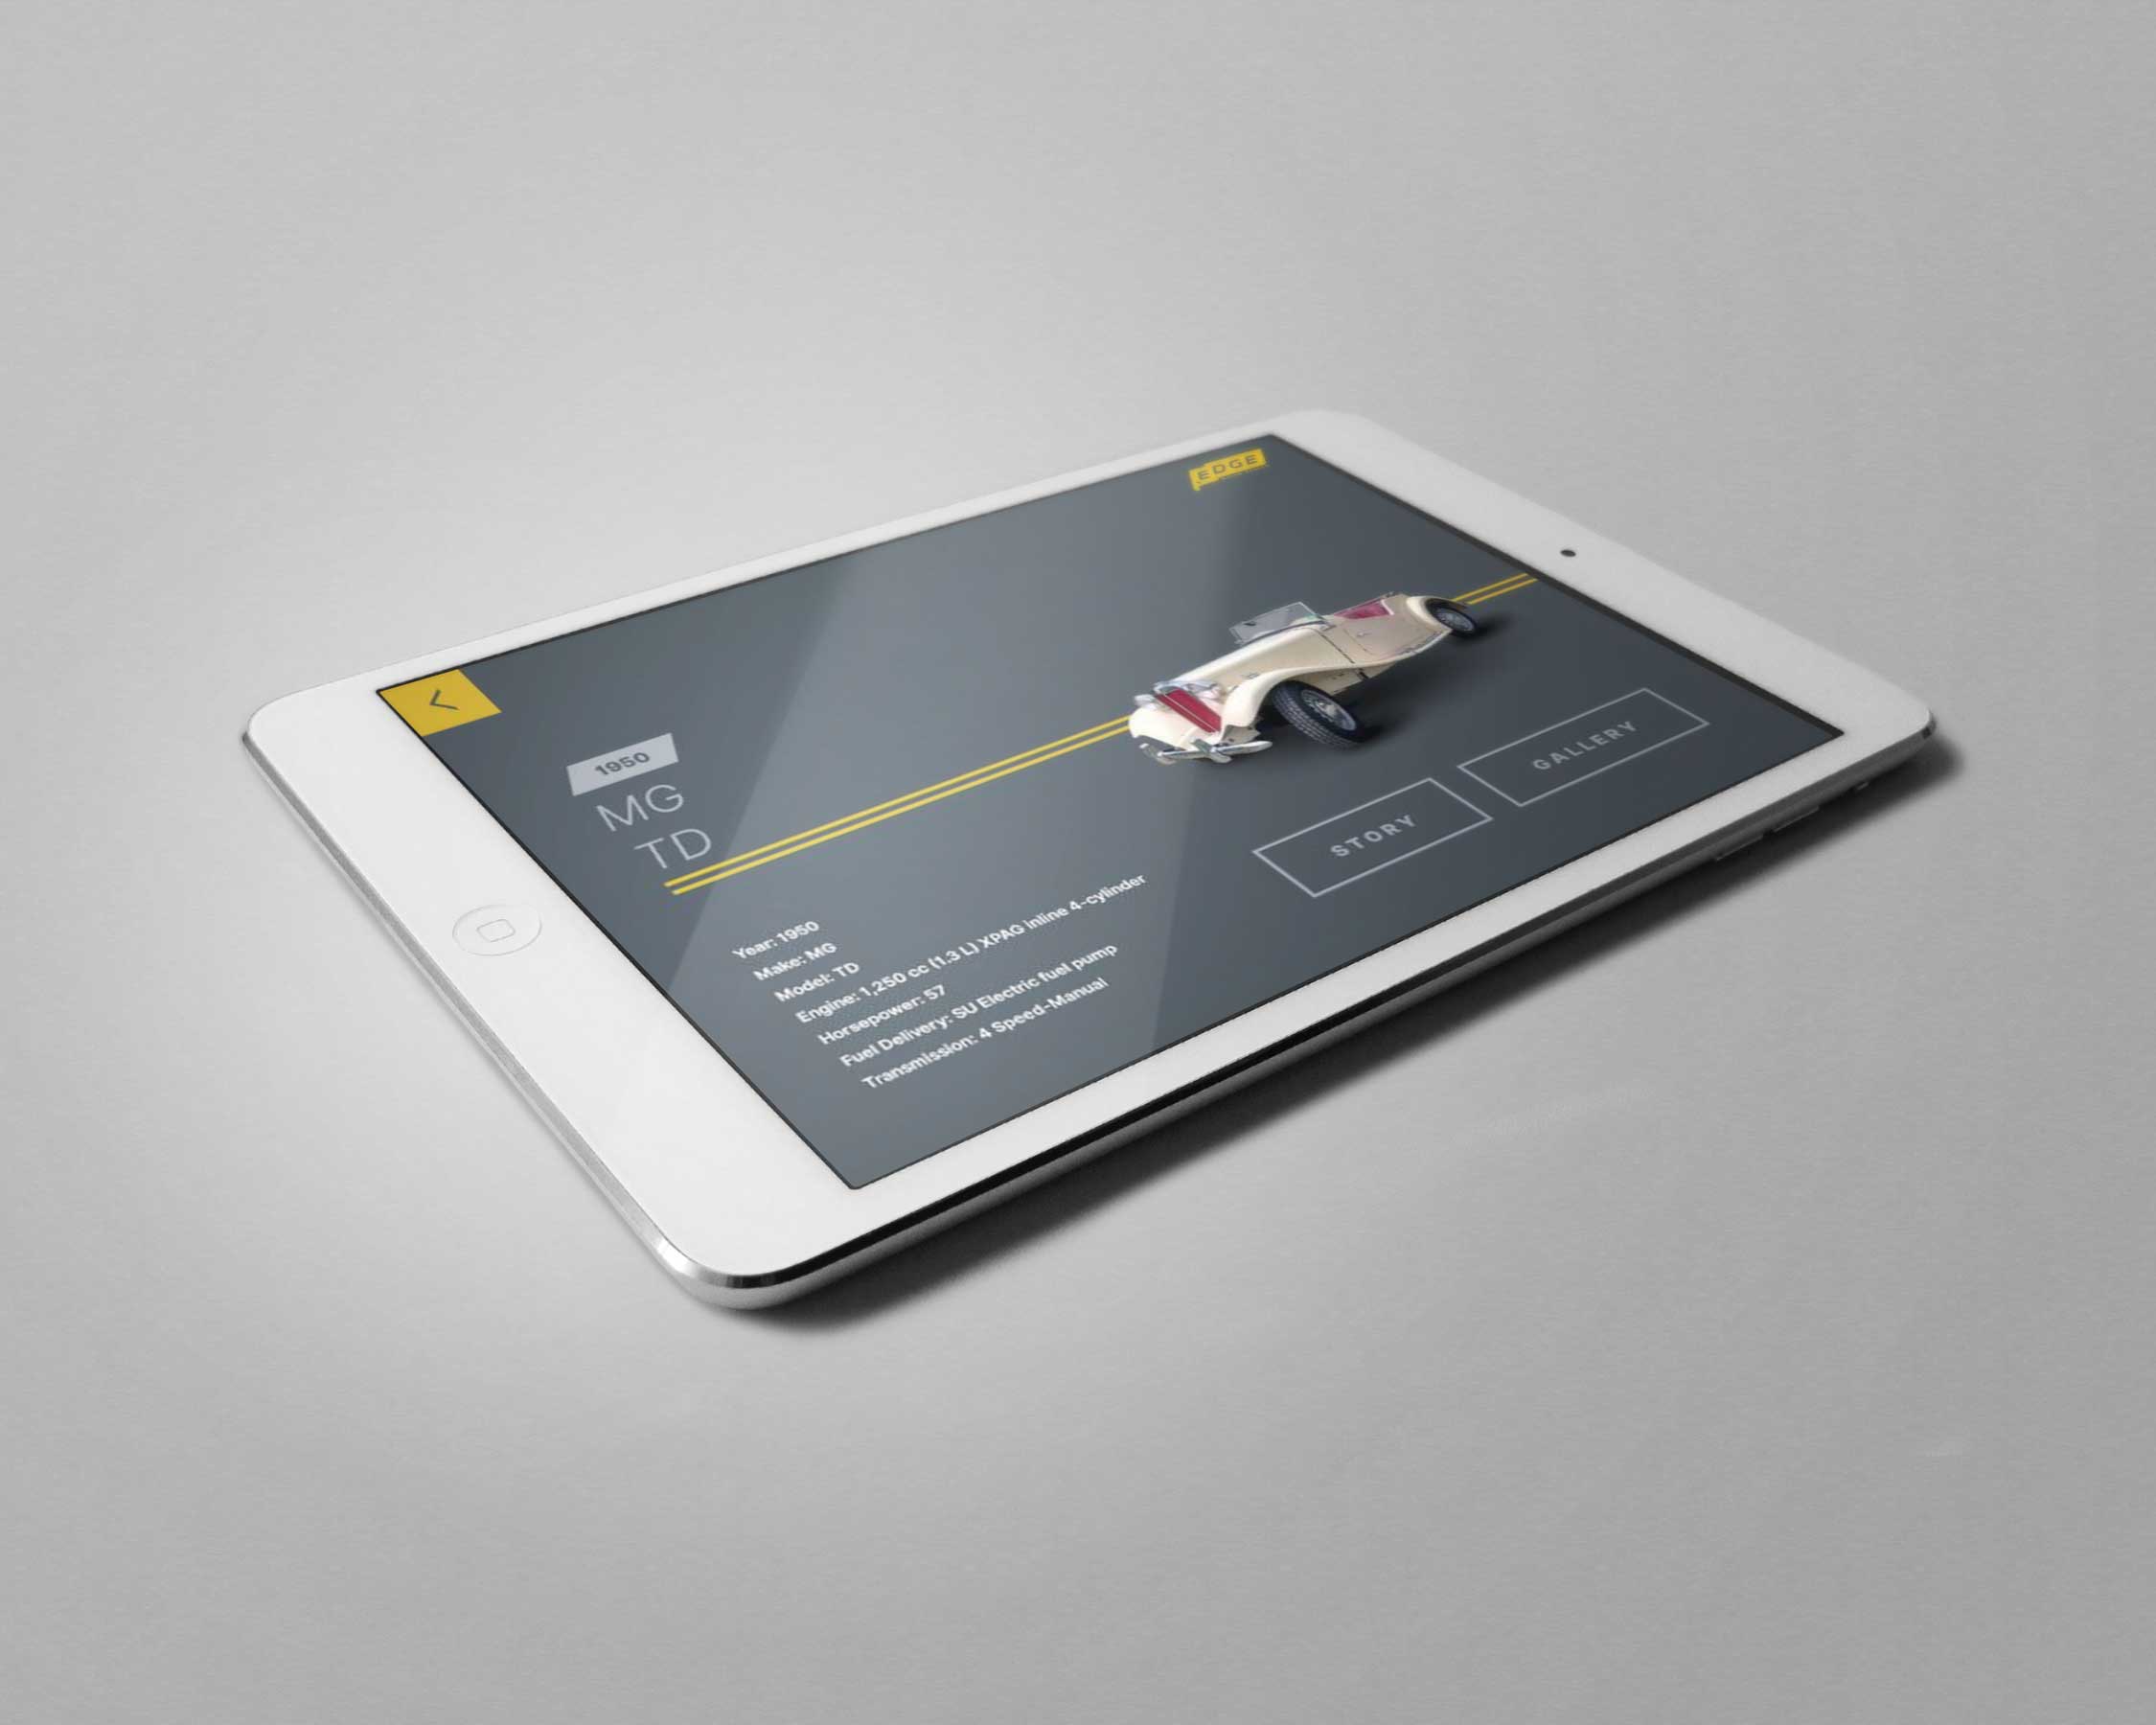 EDGE
1950
MG
TD
Year: 1950
Make: MG
Model: TD
Engine: 1,250 cc (1.3 L) XPAG inline 4-cylinder
Horsepower: 57
Fuel Delivery: SU Electric fuel pump
Transmission: 4 Speed-Manual
STORY
GALLERY